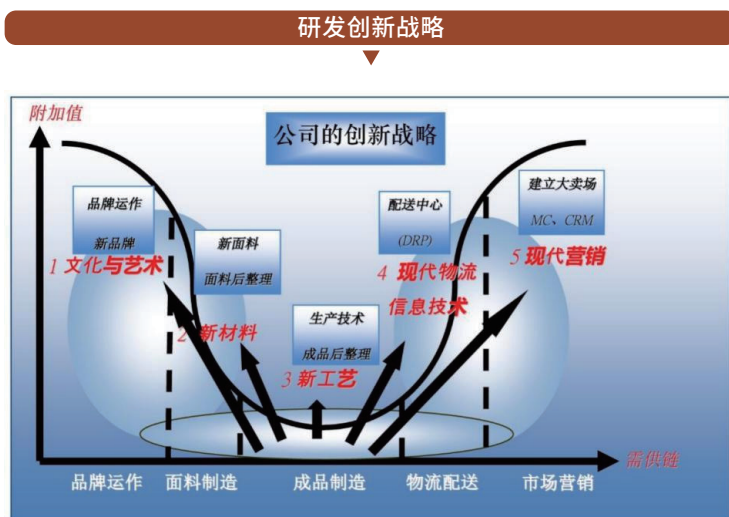 研发创新战略
附加值
公司的创新战略
品牌运作
新品牌
1 文化与艺术
新面料
面料后整理
2 新材料
生产技术
成品后整理
3 新工艺
配送中心
(DRP)
4 现代物流
信息技术
建立大卖场
MC、CRM
5 现代营销
需供链
品牌运作 面料制造 成品制造 物流配送 市场营销